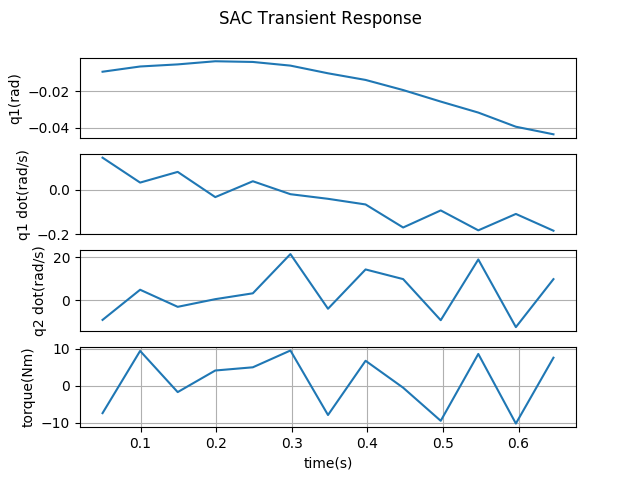 SAC Transient Response
q1(rad)
−0.02
−0.04
q1 dot(rad/s)
0.0
−0.2
q2 dot(rad/s)
20
0
torque(Nm)
10
0
−10
0.1 0.2 0.3 0.4 0.5 0.6
time(s)